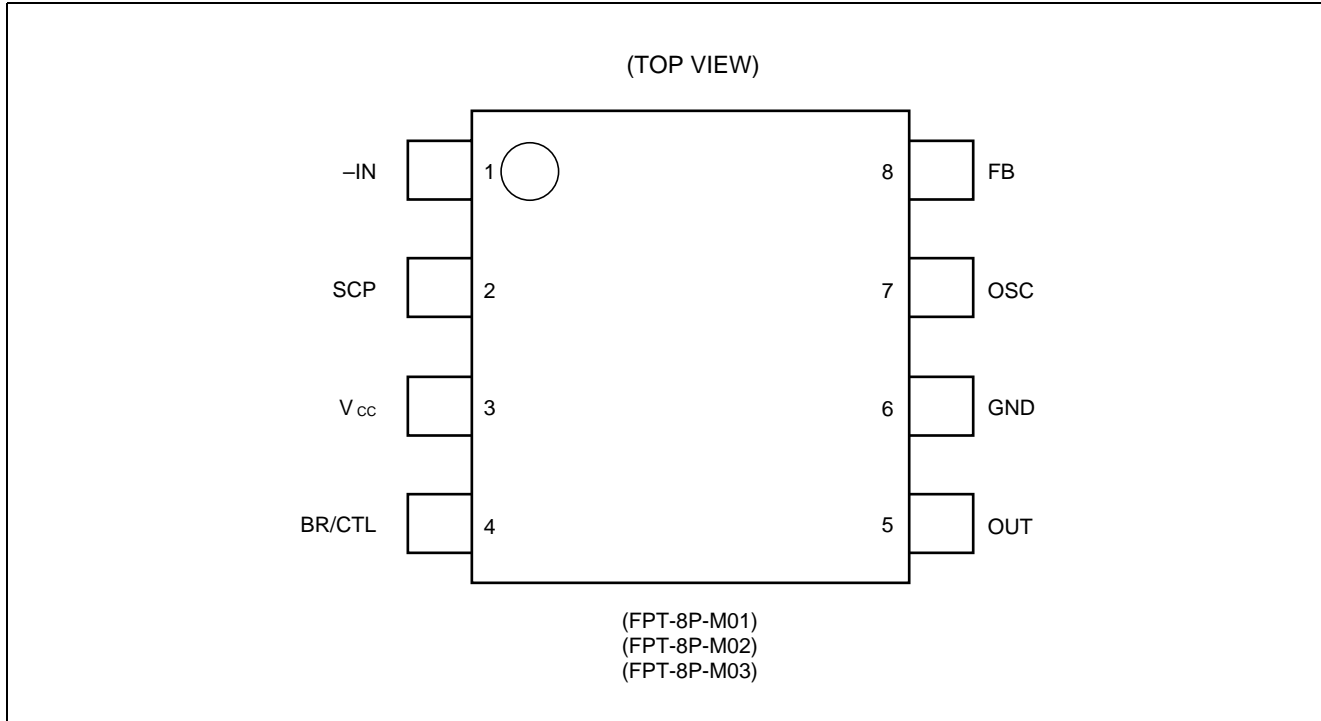 (TOP VIEW)
–IN 1 8 FB
SCP 2 7 OSC
VCC 3 6 GND
BR/CTL 4 5 OUT
(FPT-8P-M01)
(FPT-8P-M02)
(FPT-8P-M03)